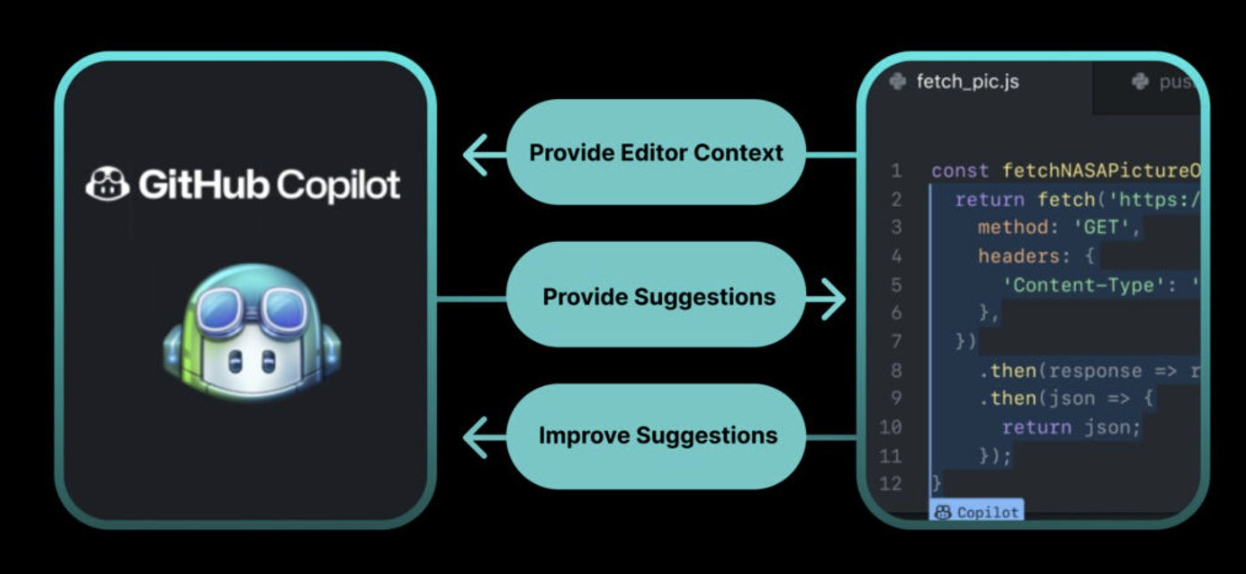 GitHub Copilot
Provide Editor Context
Provide Suggestions
Improve Suggestions
fetch_pic.js
1 const fetchNASAPictureO
2 return fetch('https:/
3 method: 'GET',
4 headers: {
5 'Content-Type': '
6 },
7 })
8 .then(response => r
9 .then(json => {
10 return json;
11 });
12 }
Copilot